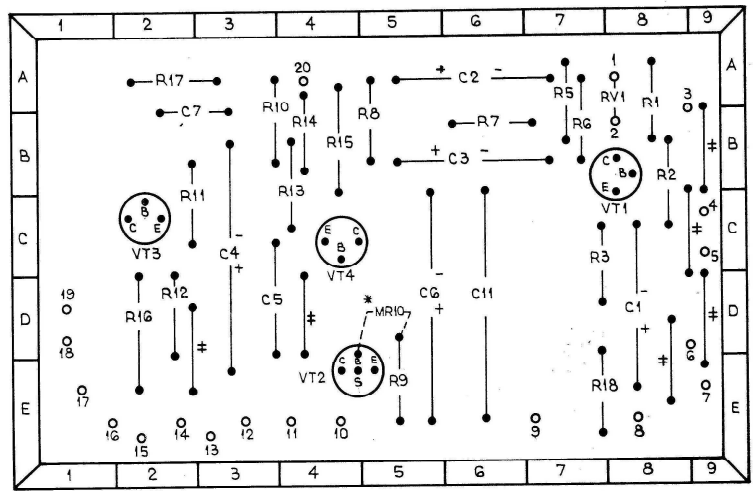 1 2 3 4 5 6 7 8 9
A A
B B
C C
D D
E E
1 2 3 4 5 6 7 8 9
R17
C7
R10
20
R14
R15
R8
+ C2 -
R7
+ C3 -
R5
R6
1
RV1
2
R1
3
R2
‡
C
B
E
VT1
R11
R13
B
C E
VT3
- C4 +
E C
B
VT4
C5
‡
R12
R16
‡
19
18
17
16
15
14
13
12
11
10
*
MR10
C B E
S
VT2
R9
- C6 +
C11
R3
C1 - +
R18
‡
‡
4
5
‡
6
7
8
9